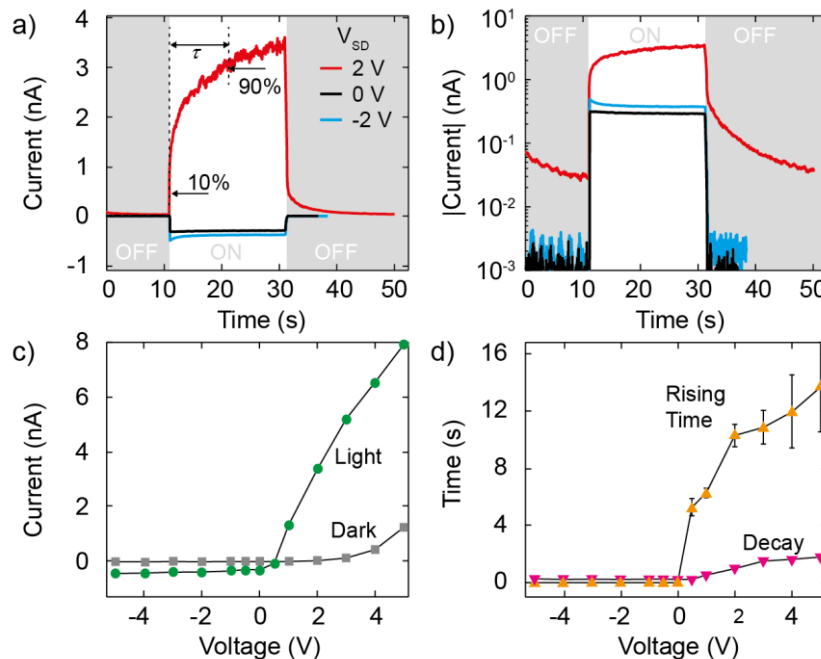 a)
Current (nA)
4
3
2
1
0
-1
τ
90%
10%
V_SD
2 V
0 V
-2 V
OFF
ON
OFF
0 10 20 30 40 50
Time (s)
b)
|Current| (nA)
10¹
10⁰
10⁻¹
10⁻²
10⁻³
OFF
ON
OFF
0 10 20 30 40 50
Time (s)
c)
Current (nA)
8
6
4
2
0
Light
Dark
-4 -2 0 2 4
Voltage (V)
d)
Time (s)
16
12
8
4
0
Rising
Time
Decay
-4 -2 0 2 4
Voltage (V)